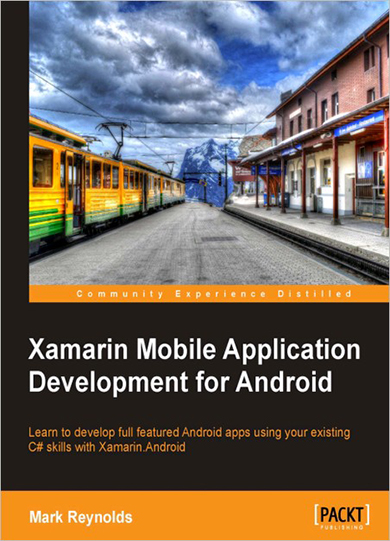 Community Experience Distilled
Xamarin Mobile Application
Development for Android
Learn to develop full featured Android apps using your existing
C# skills with Xamarin.Android
Mark Reynolds
[PACKT]
PUBLISHING